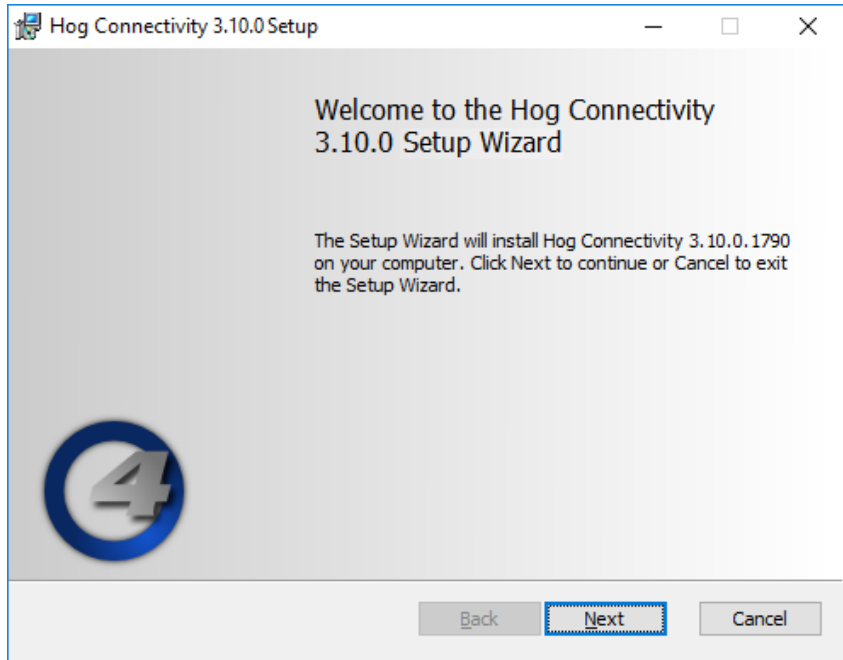 Hog Connectivity 3.10.0 Setup
Welcome to the Hog Connectivity
3.10.0 Setup Wizard
The Setup Wizard will install Hog Connectivity 3.10.0.1790
on your computer. Click Next to continue or Cancel to exit
the Setup Wizard.
4
Back Next Cancel